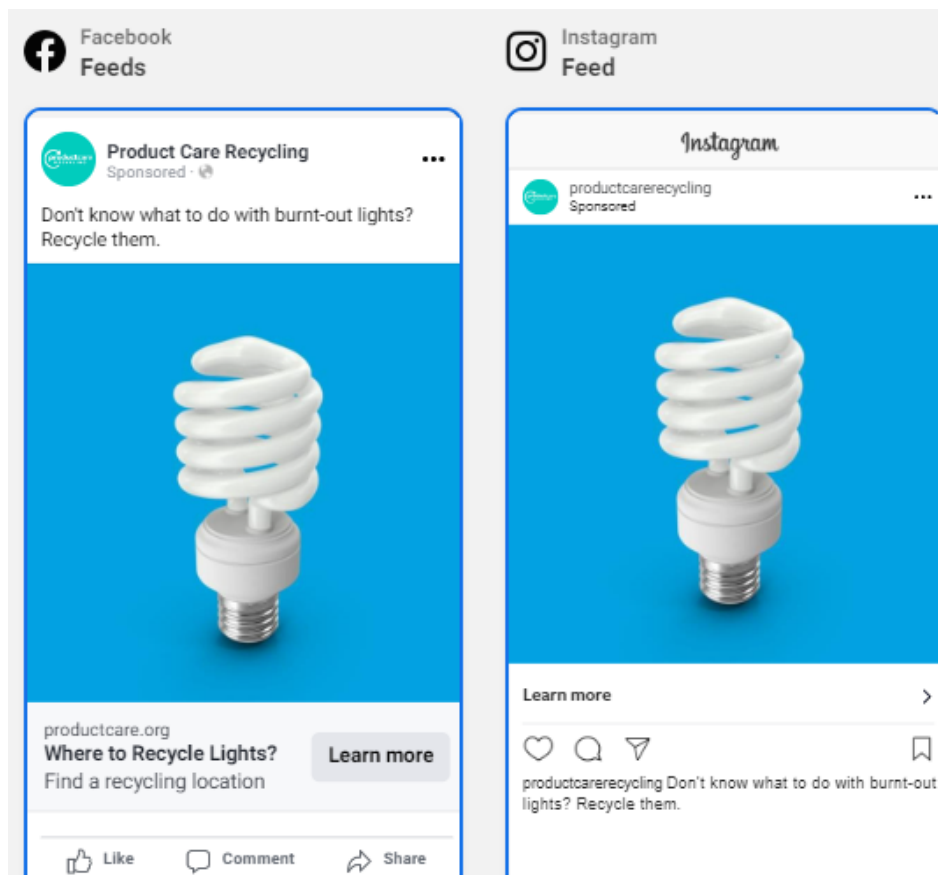 Facebook
Feeds
Product Care Recycling
Sponsored ·
Don't know what to do with burnt-out lights?
Recycle them.
productcare.org
Where to Recycle Lights?
Find a recycling location
Learn more
Like
Comment
Share
Instagram
Feed
Instagram
productcarerecycling
Sponsored
Learn more
productcarerecycling Don't know what to do with burnt-out
lights? Recycle them.